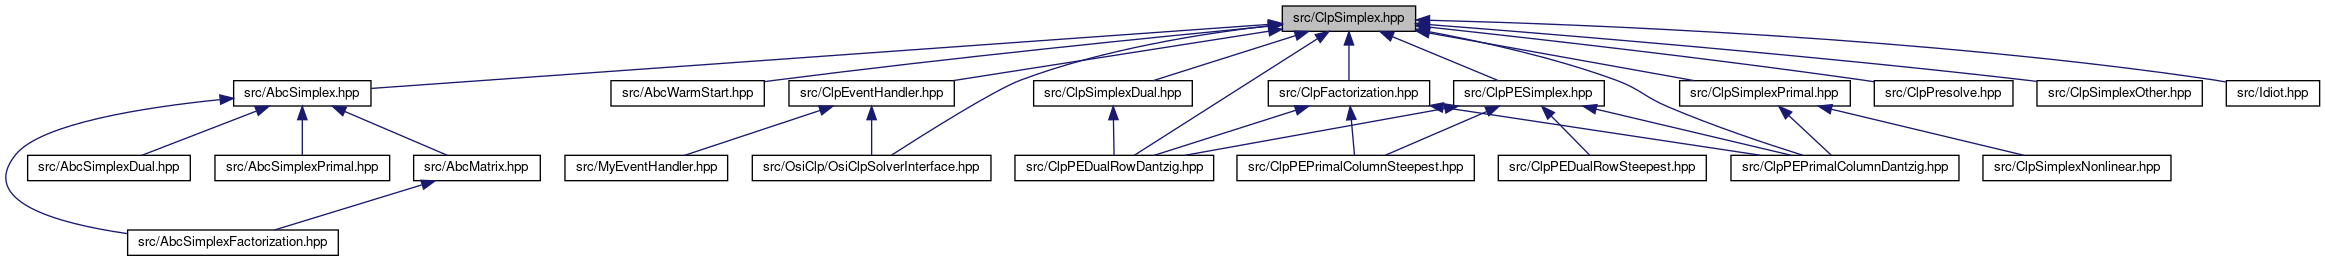 src/ClpSimplex.hpp
src/AbcSimplex.hpp
src/AbcWarmStart.hpp
src/ClpEventHandler.hpp
src/ClpSimplexDual.hpp
src/ClpFactorization.hpp
src/ClpPESimplex.hpp
src/ClpSimplexPrimal.hpp
src/ClpPresolve.hpp
src/ClpSimplexOther.hpp
src/Idiot.hpp
src/AbcSimplexDual.hpp
src/AbcSimplexPrimal.hpp
src/AbcMatrix.hpp
src/MyEventHandler.hpp
src/OsiClp/OsiClpSolverInterface.hpp
src/ClpPEDualRowDantzig.hpp
src/ClpPEPrimalColumnSteepest.hpp
src/ClpPEDualRowSteepest.hpp
src/ClpPEPrimalColumnDantzig.hpp
src/ClpSimplexNonlinear.hpp
src/AbcSimplexFactorization.hpp